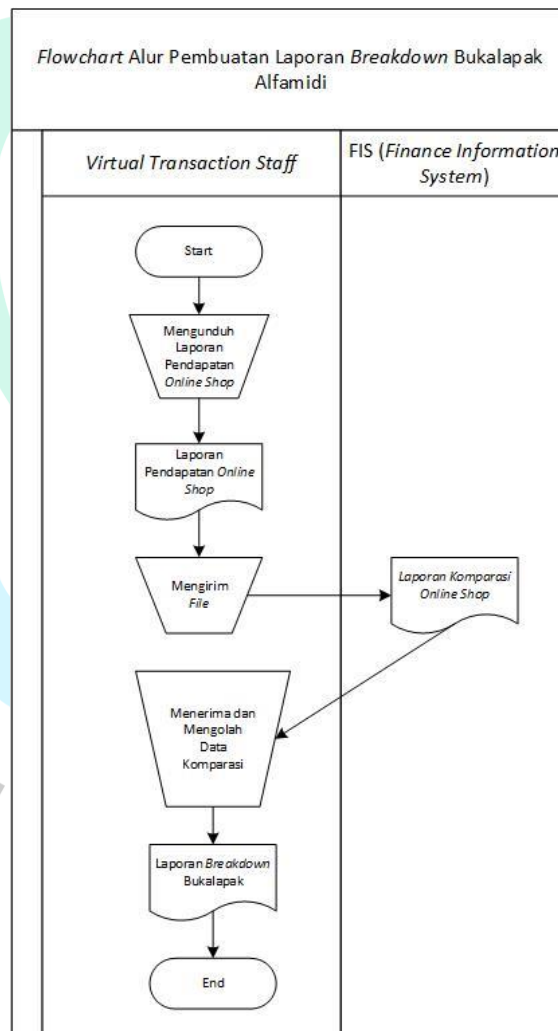 Flowchart Alur Pembuatan Laporan Breakdown Bukalapak
Alfamidi
Virtual Transaction Staff
FIS (Finance Information
System)
Start
Mengunduh
Laporan
Pendapatan
Online Shop
Laporan
Pendapatan Online
Shop
Mengirim
File
Laporan Komparasi
Online Shop
Menerima dan
Mengolah
Data
Komparasi
Laporan Breakdown
Bukalapak
End